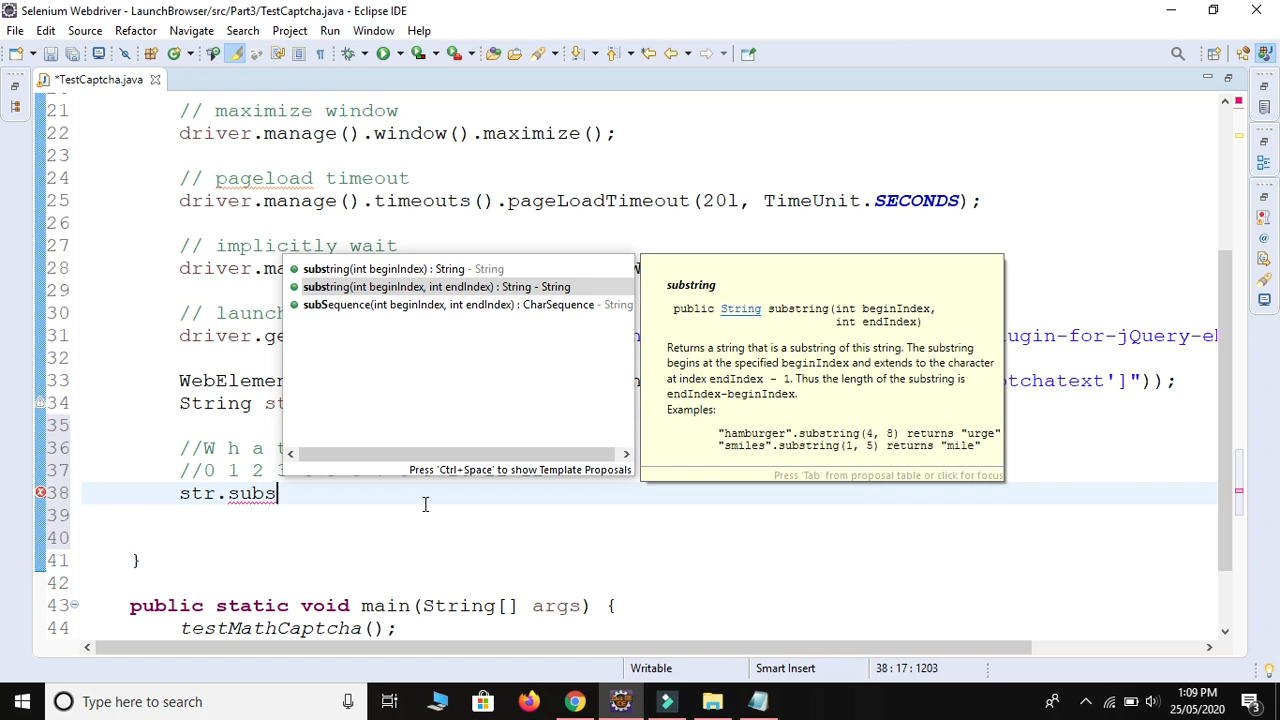 Selenium Webdriver - LaunchBrowser/src/Part3/TestCaptcha.java - Eclipse IDE
File Edit Source Refactor Navigate Search Project Run Window Help
*TestCaptcha.java
21 // maximize window
22 driver.manage().window().maximize();
23
24 // pageload timeout
25 driver.manage().timeouts().pageLoadTimeout(20l, TimeUnit.SECONDS);
26
27 // implicitly wait
28 driver.ma
29
30 // launch
31 driver.ge ugin-for-jQuery-e
32
33 WebElemen ptchatext']"));
34 String st
35
36 //W h a t
37 //0 1 2
38 str.subs
39
40
41 }
42
43 public static void main(String[] args) {
44 testMathCaptcha();
substring(int beginIndex) : String - String
substring(int beginIndex, int endIndex) : String - String
subSequence(int beginIndex, int endIndex) : CharSequence - String
Press 'Ctrl+Space' to show Template Proposals
substring
public String substring(int beginIndex,
int endIndex)
Returns a string that is a substring of this string. The substring
begins at the specified beginIndex and extends to the character
at index endIndex - 1. Thus the length of the substring is
endIndex-beginIndex.
Examples:
"hamburger".substring(4, 8) returns "urge"
"smiles".substring(1, 5) returns "mile"
Press 'Tab' from proposal table or click for focus
Writable Smart Insert 38 : 17 : 1203
Type here to search
1:09 PM
25/05/2020
3